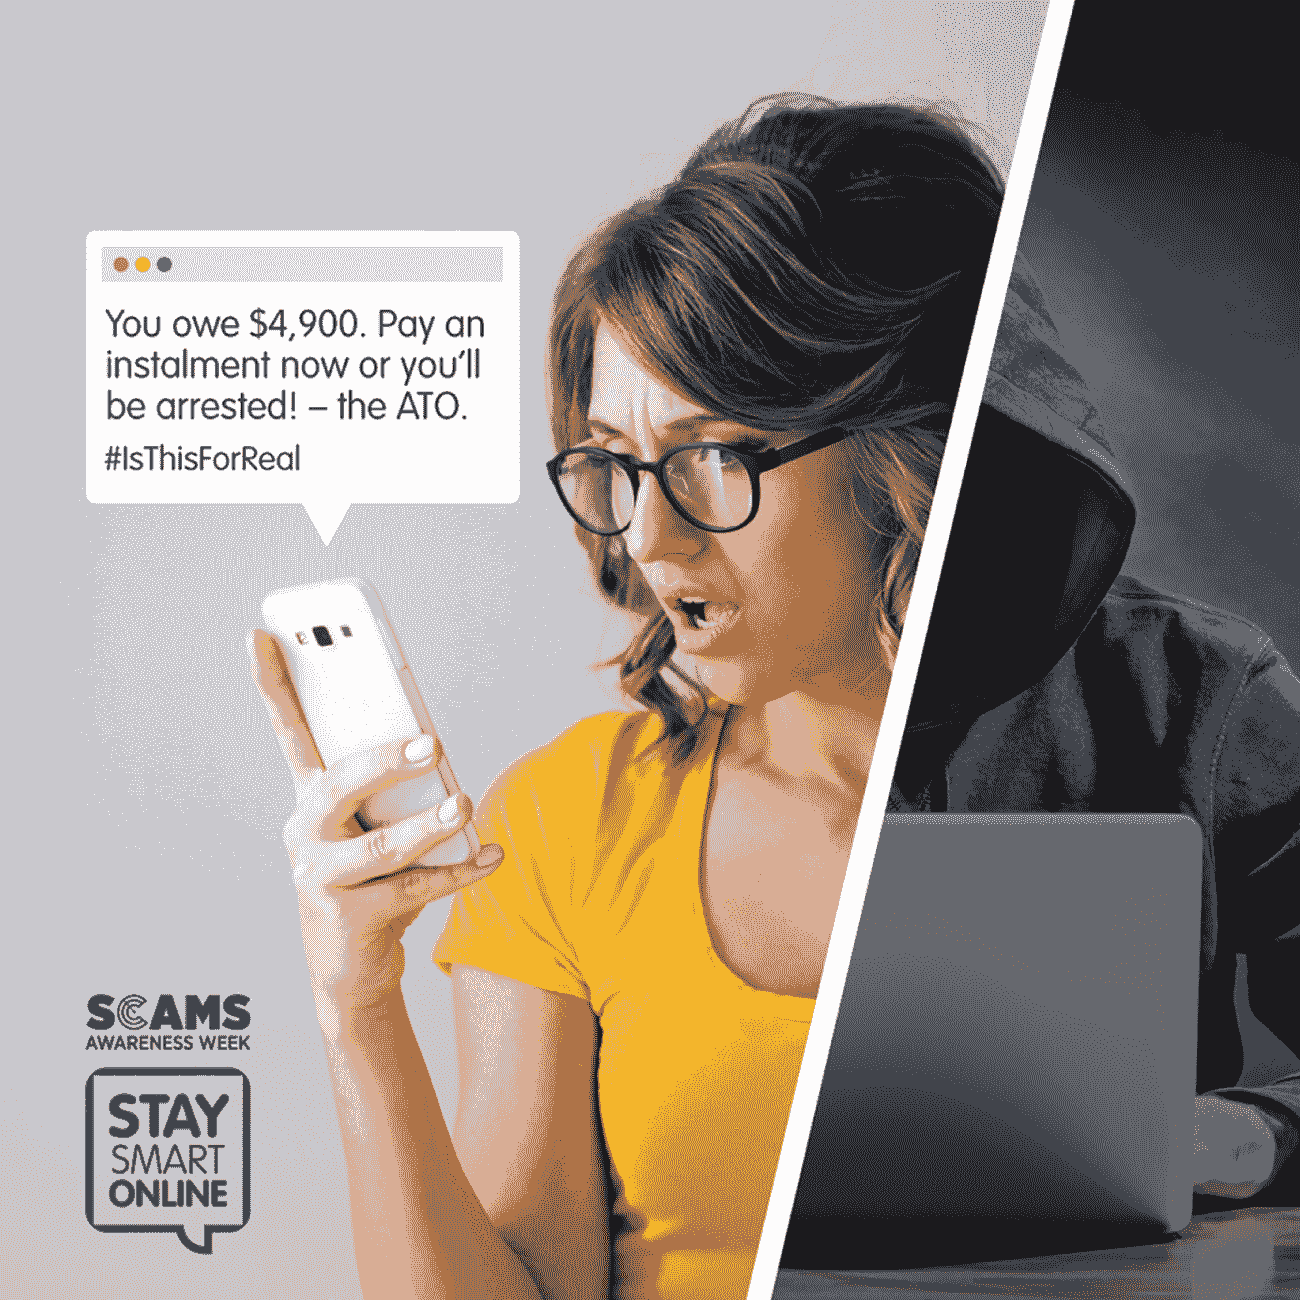 You owe $4,900. Pay an
instalment now or you'll
be arrested! – the ATO.
#IsThisForReal
SCAMS
AWARENESS WEEK
STAY
SMART
ONLINE